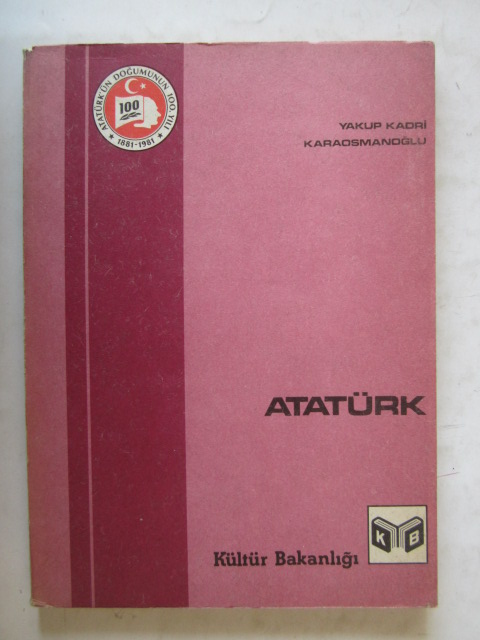 ATATÜRK'ÜN DOĞUMUNUN 100. YILI
100
★ 1881-1981 ★
YAKUP KADRİ
KARAOSMANOĞLU
ATATÜRK
Kültür Bakanlığı
K B